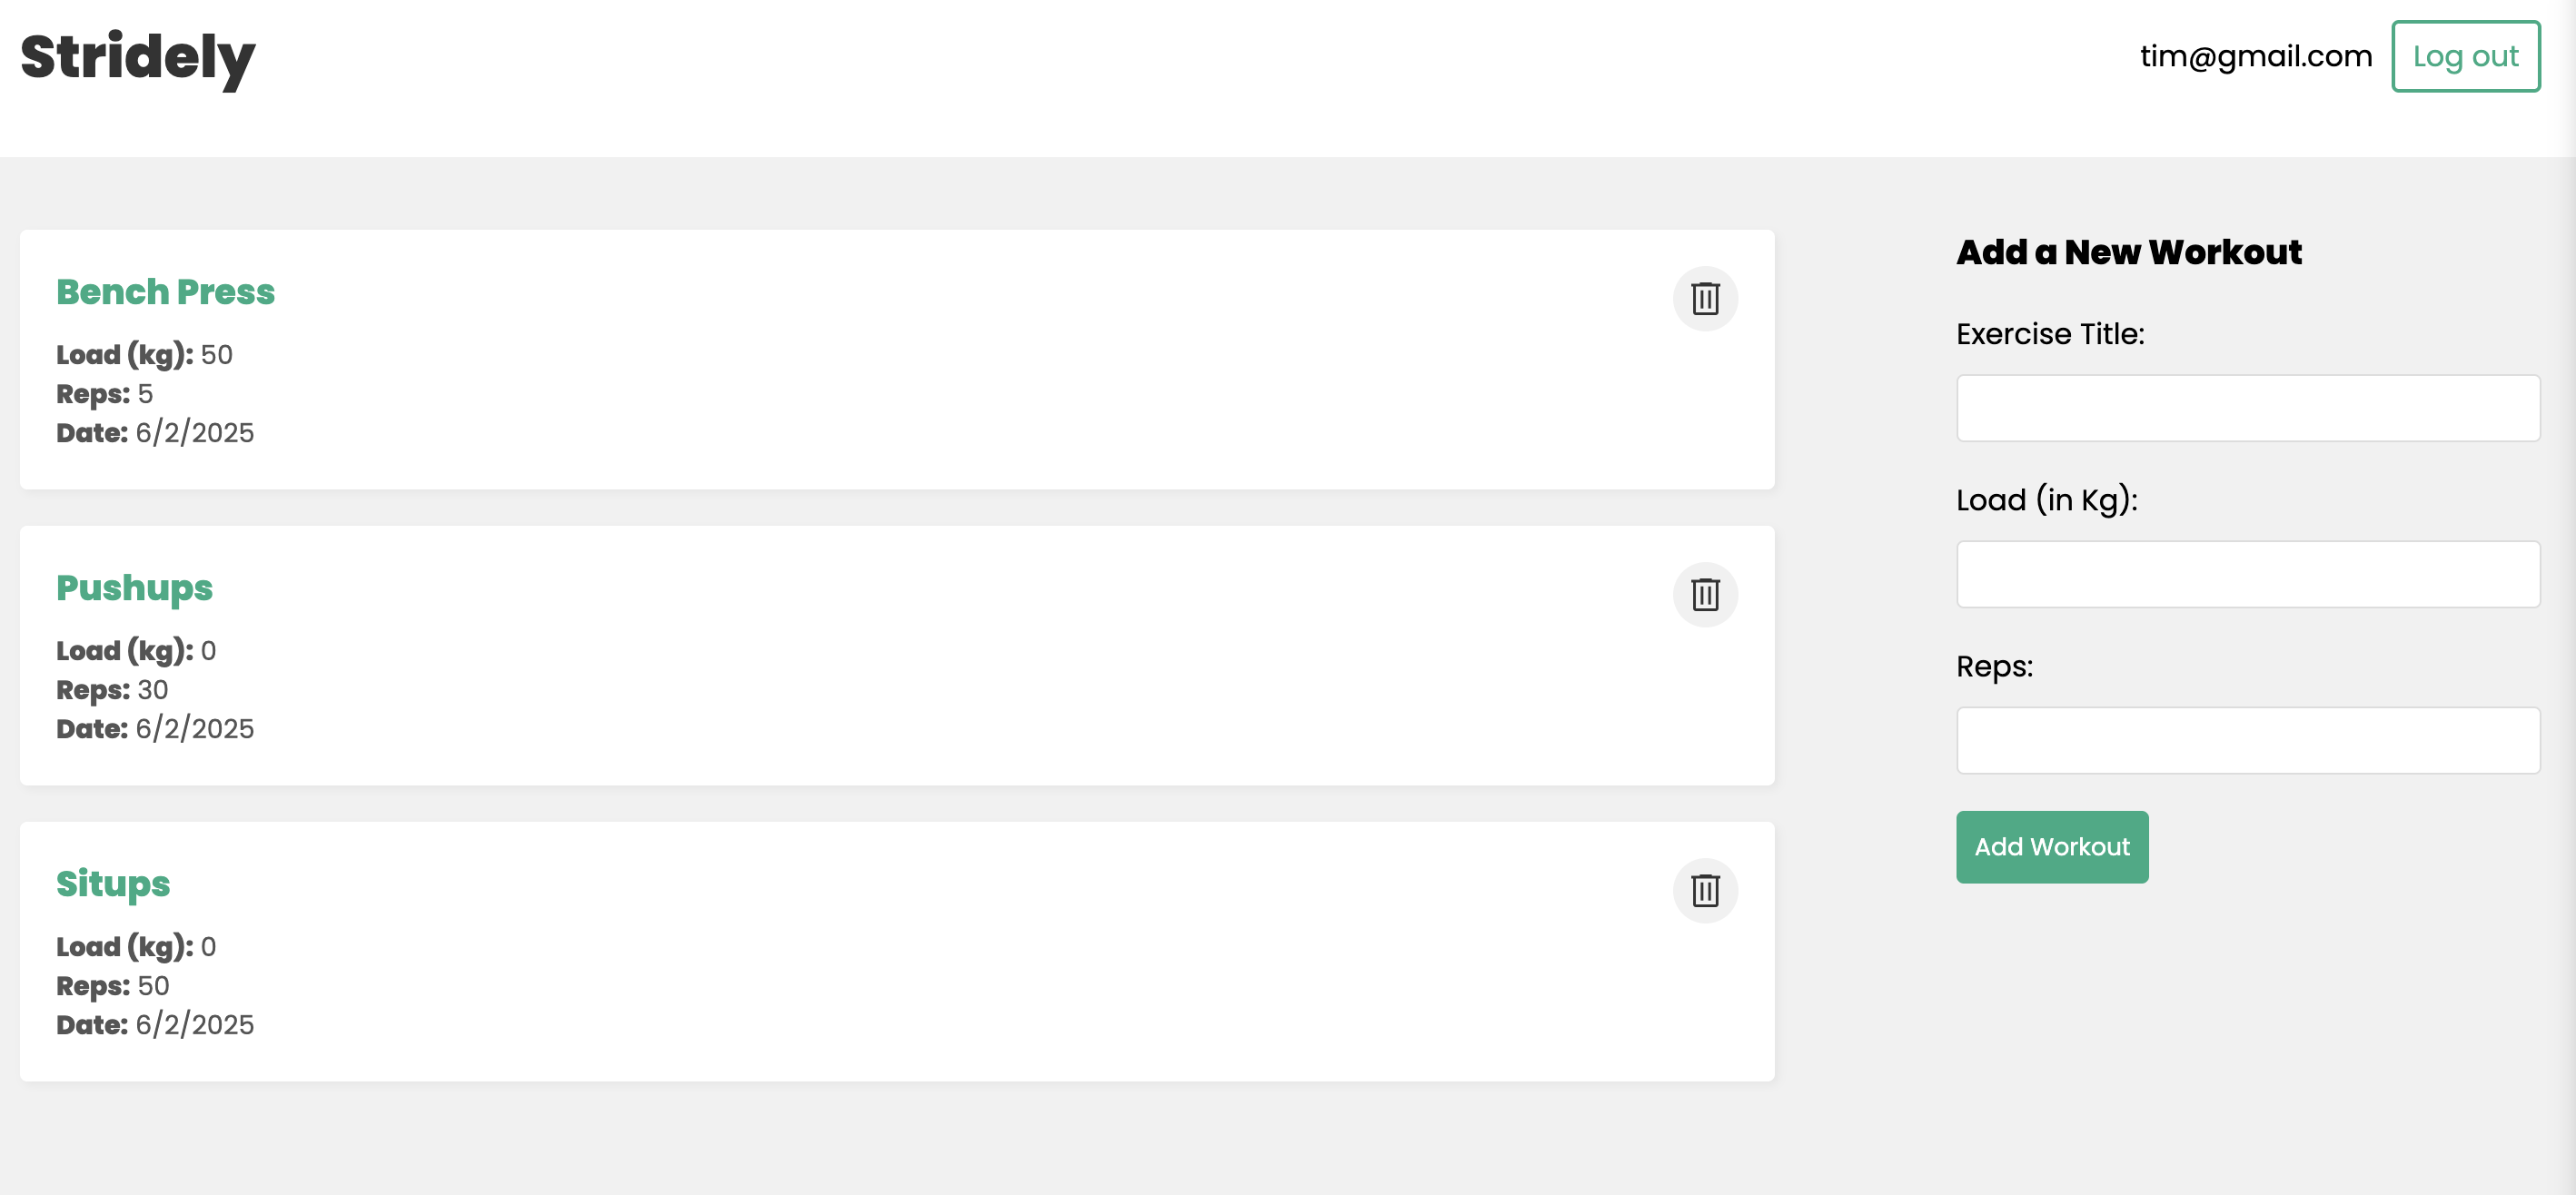 Stridely
tim@gmail.com
Log out
Bench Press
Load (kg): 50
Reps: 5
Date: 6/2/2025
Pushups
Load (kg): 0
Reps: 30
Date: 6/2/2025
Situps
Load (kg): 0
Reps: 50
Date: 6/2/2025
Add a New Workout
Exercise Title:
Load (in Kg):
Reps:
Add Workout